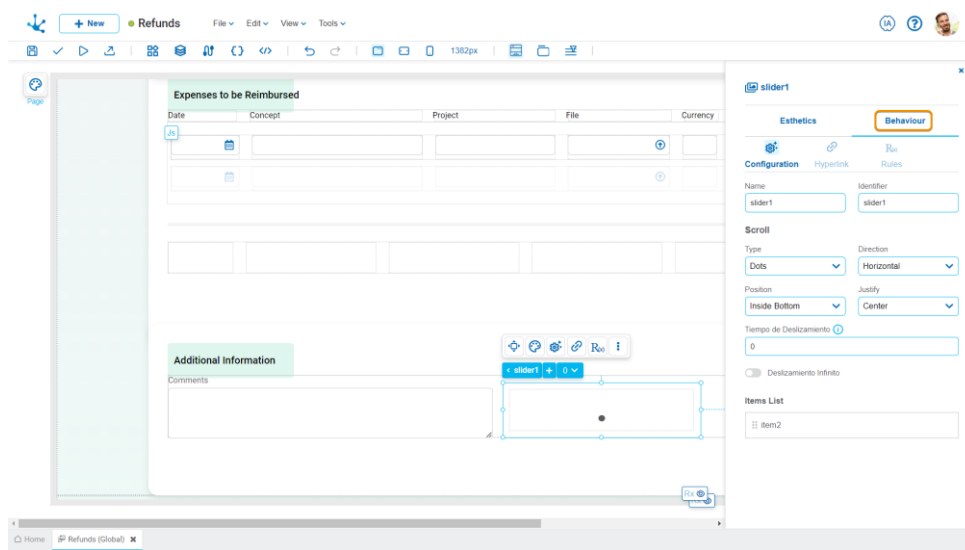 New
Refunds
File Edit View Tools
IA
?
1382px
Page
Expenses to be Reimbursed
Date Concept Project File Currency
Js
Additional Information
Comments
slider1 + 0
Rx
slider1
Esthetics Behaviour
Configuration Hyperlink Rules
Name Identifier
slider1 slider1
Scroll
Type Direction
Dots Horizontal
Position Justify
Inside Bottom Center
Tiempo de Deslizamiento
0
Deslizamiento Infinito
Items List
item2
Home Refunds (Global)